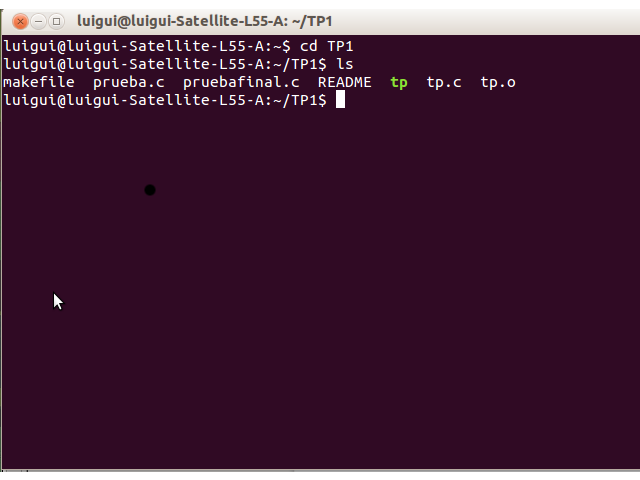 luigui@luigui-Satellite-L55-A: ~/TP1
luigui@luigui-Satellite-L55-A:~$ cd TP1
luigui@luigui-Satellite-L55-A:~/TP1$ ls
makefile  prueba.c  pruebafinal.c  README  tp  tp.c  tp.o
luigui@luigui-Satellite-L55-A:~/TP1$